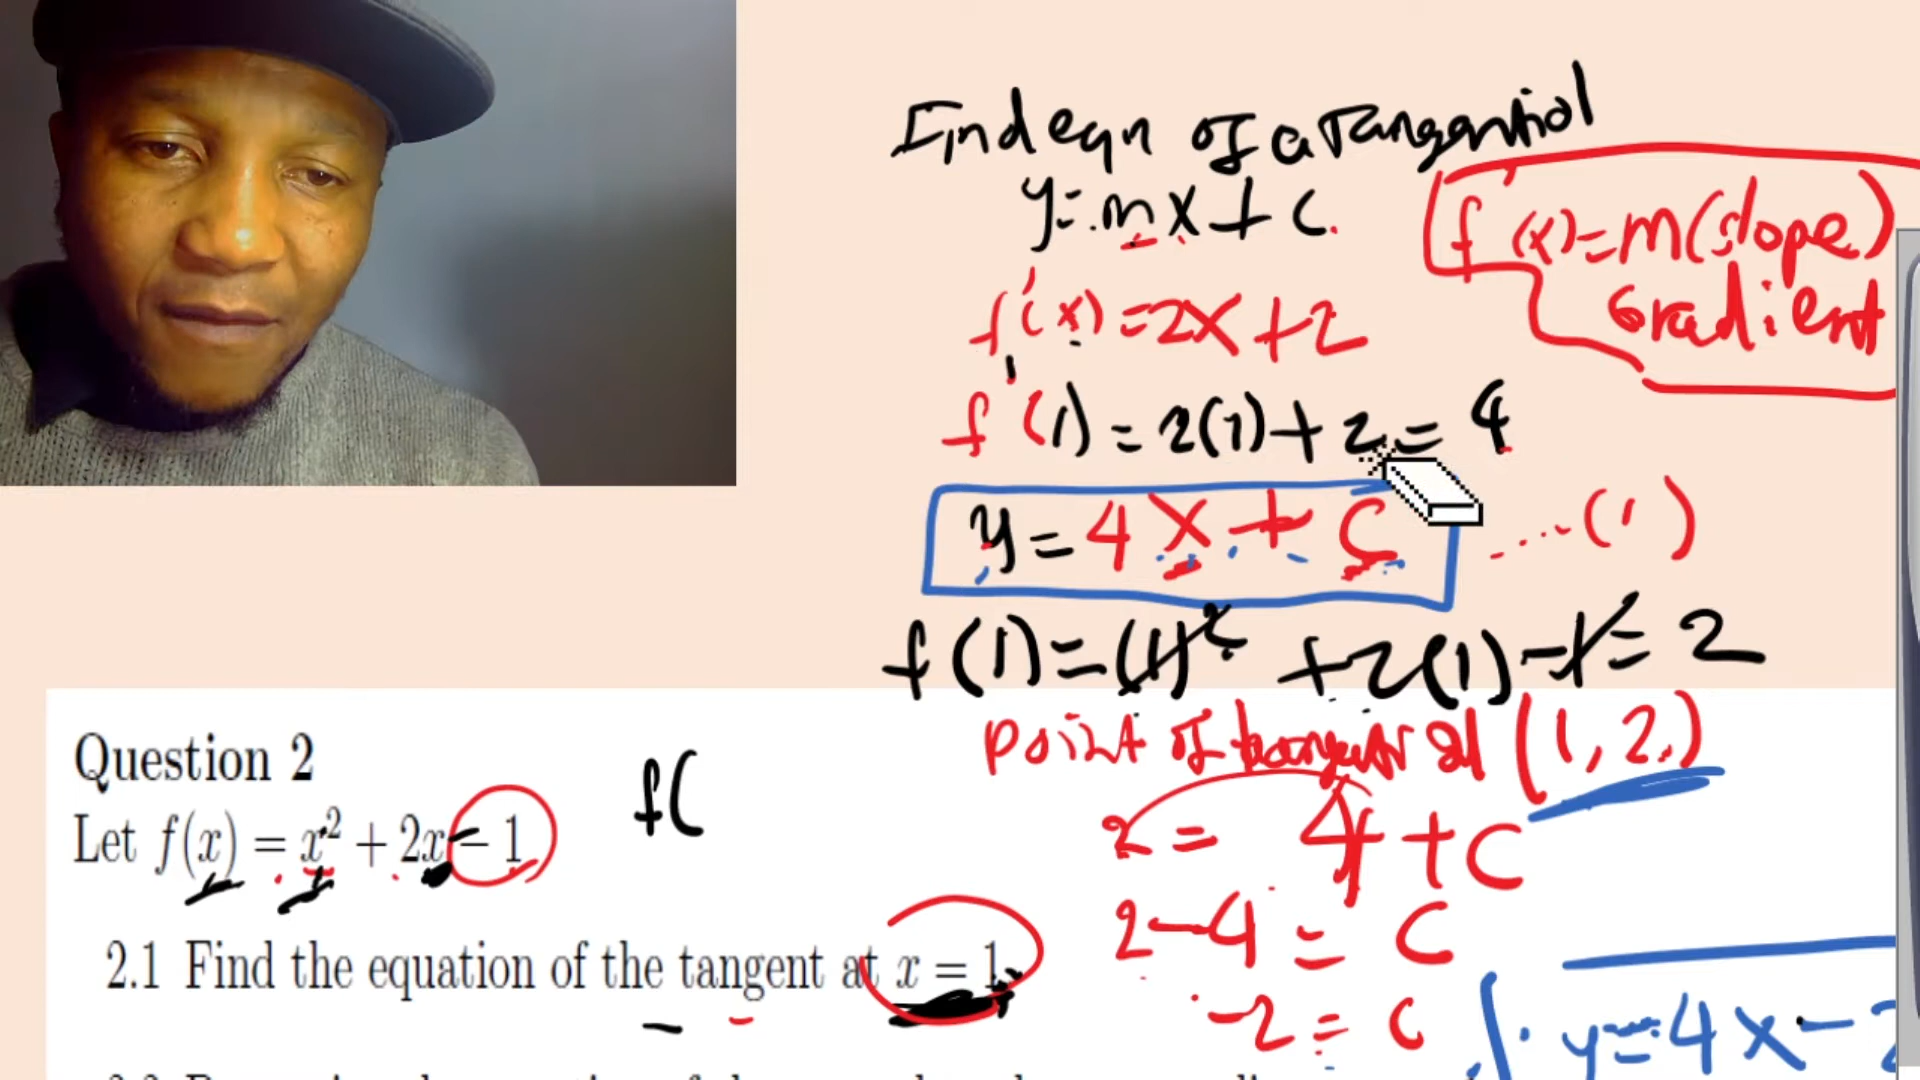 Find eqn of a Tangential
y = mx + c.
f'(x) = m (slope)
Gradient
f'(x) = 2x + 2
f'(1) = 2(1) + 2 = 4
y = 4x + c ....(1)
f(1) = (1)² + 2(1) - 1 = 2
point of at (1, 2)
2 = 4 + c
2 - 4 = c
-2 = c
y = 4x - 2
Question 2
Let f(x) = x² + 2x - 1
f(
2.1 Find the equation of the tangent at x = 1.